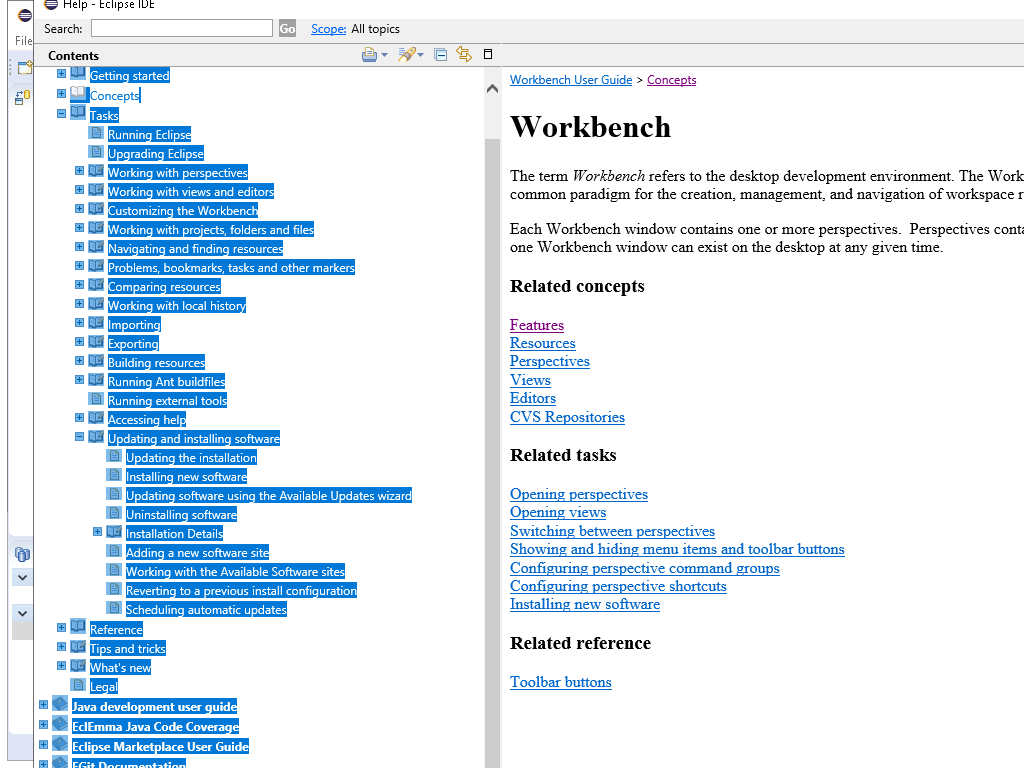 Help - Eclipse IDE
File
Search:
Go
Scope: All topics
Contents
Getting started
Concepts
Tasks
Running Eclipse
Upgrading Eclipse
Working with perspectives
Working with views and editors
Customizing the Workbench
Working with projects, folders and files
Navigating and finding resources
Problems, bookmarks, tasks and other markers
Comparing resources
Working with local history
Importing
Exporting
Building resources
Running Ant buildfiles
Running external tools
Accessing help
Updating and installing software
Updating the installation
Installing new software
Updating software using the Available Updates wizard
Uninstalling software
Installation Details
Adding a new software site
Working with the Available Software sites
Reverting to a previous install configuration
Scheduling automatic updates
Reference
Tips and tricks
What's new
Legal
Java development user guide
EclEmma Java Code Coverage
Eclipse Marketplace User Guide
EGit Documentation
Workbench User Guide > Concepts
Workbench
The term Workbench refers to the desktop development environment. The Work
common paradigm for the creation, management, and navigation of workspace r
Each Workbench window contains one or more perspectives. Perspectives conta
one Workbench window can exist on the desktop at any given time.
Related concepts
Features
Resources
Perspectives
Views
Editors
CVS Repositories
Related tasks
Opening perspectives
Opening views
Switching between perspectives
Showing and hiding menu items and toolbar buttons
Configuring perspective command groups
Configuring perspective shortcuts
Installing new software
Related reference
Toolbar buttons